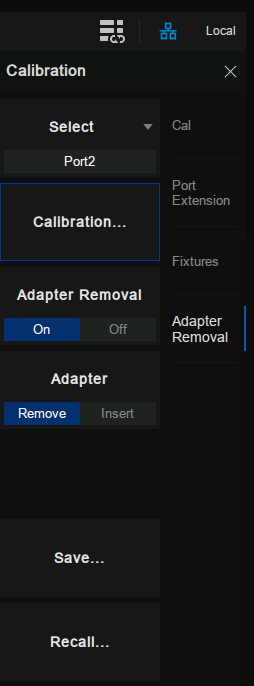 Local
Calibration
Select
Port2
Calibration...
Adapter Removal
On Off
Adapter
Remove Insert
Save...
Recall...
Cal
Port
Extension
Fixtures
Adapter
Removal